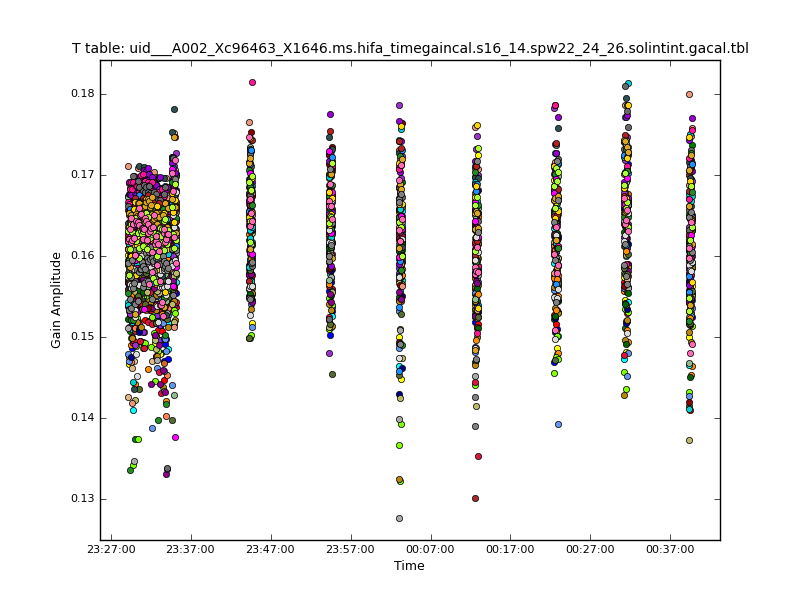 T table: uid___A002_Xc96463_X1646.ms.hifa_timegaincal.s16_14.spw22_24_26.solintint.gacal.tbl
0.18
0.17
0.16
0.15
0.14
0.13
Gain Amplitude
23:27:00 23:37:00 23:47:00 23:57:00 00:07:00 00:17:00 00:27:00 00:37:00
Time